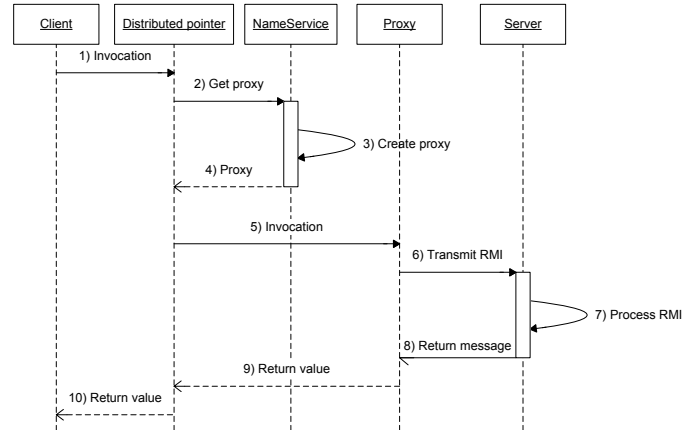 Client
Distributed pointer
NameService
Proxy
Server
1) Invocation
2) Get proxy
3) Create proxy
4) Proxy
5) Invocation
6) Transmit RMI
7) Process RMI
8) Return message
9) Return value
10) Return value